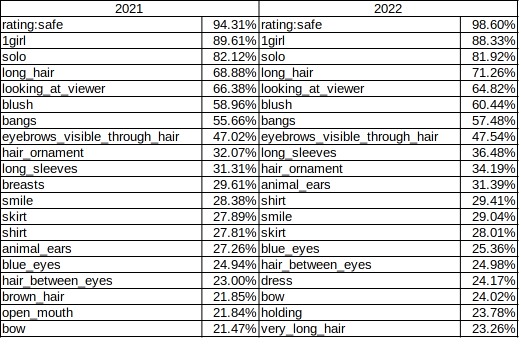 2021 2022
rating:safe 94.31% rating:safe 98.60%
1girl 89.61% 1girl 88.33%
solo 82.12% solo 81.92%
long_hair 68.88% long_hair 71.26%
looking_at_viewer 66.38% looking_at_viewer 64.82%
blush 58.96% blush 60.44%
bangs 55.66% bangs 57.48%
eyebrows_visible_through_hair 47.02% eyebrows_visible_through_hair 47.54%
hair_ornament 32.07% long_sleeves 36.48%
long_sleeves 31.31% hair_ornament 34.19%
breasts 29.61% animal_ears 31.39%
smile 28.38% shirt 29.41%
skirt 27.89% smile 29.04%
shirt 27.81% skirt 28.01%
animal_ears 27.26% blue_eyes 25.36%
blue_eyes 24.94% hair_between_eyes 24.98%
hair_between_eyes 23.00% dress 24.17%
brown_hair 21.85% bow 24.02%
open_mouth 21.84% holding 23.78%
bow 21.47% very_long_hair 23.26%